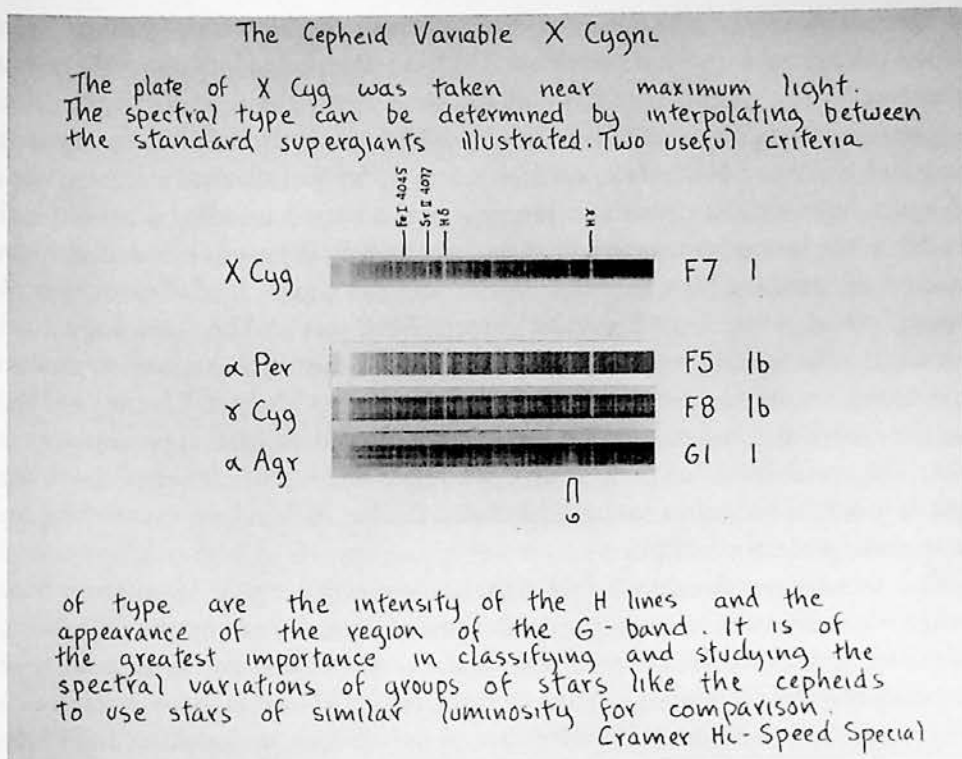 The Cepheid Variable X Cygni
The plate of X Cyg was taken near maximum light.
The spectral type can be determined by interpolating between
the standard supergiants illustrated. Two useful criteria
Fe I 4045 Sr II 4077 Hδ Hγ
X Cyg F7 I
α Per F5 Ib
γ Cyg F8 Ib
α Aqr G1 I
G
of type are the intensity of the H lines and the
appearance of the region of the G-band. It is of
the greatest importance in classifying and studying the
spectral variations of groups of stars like the cepheids
to use stars of similar luminosity for comparison.
Cramer Hi-Speed Special